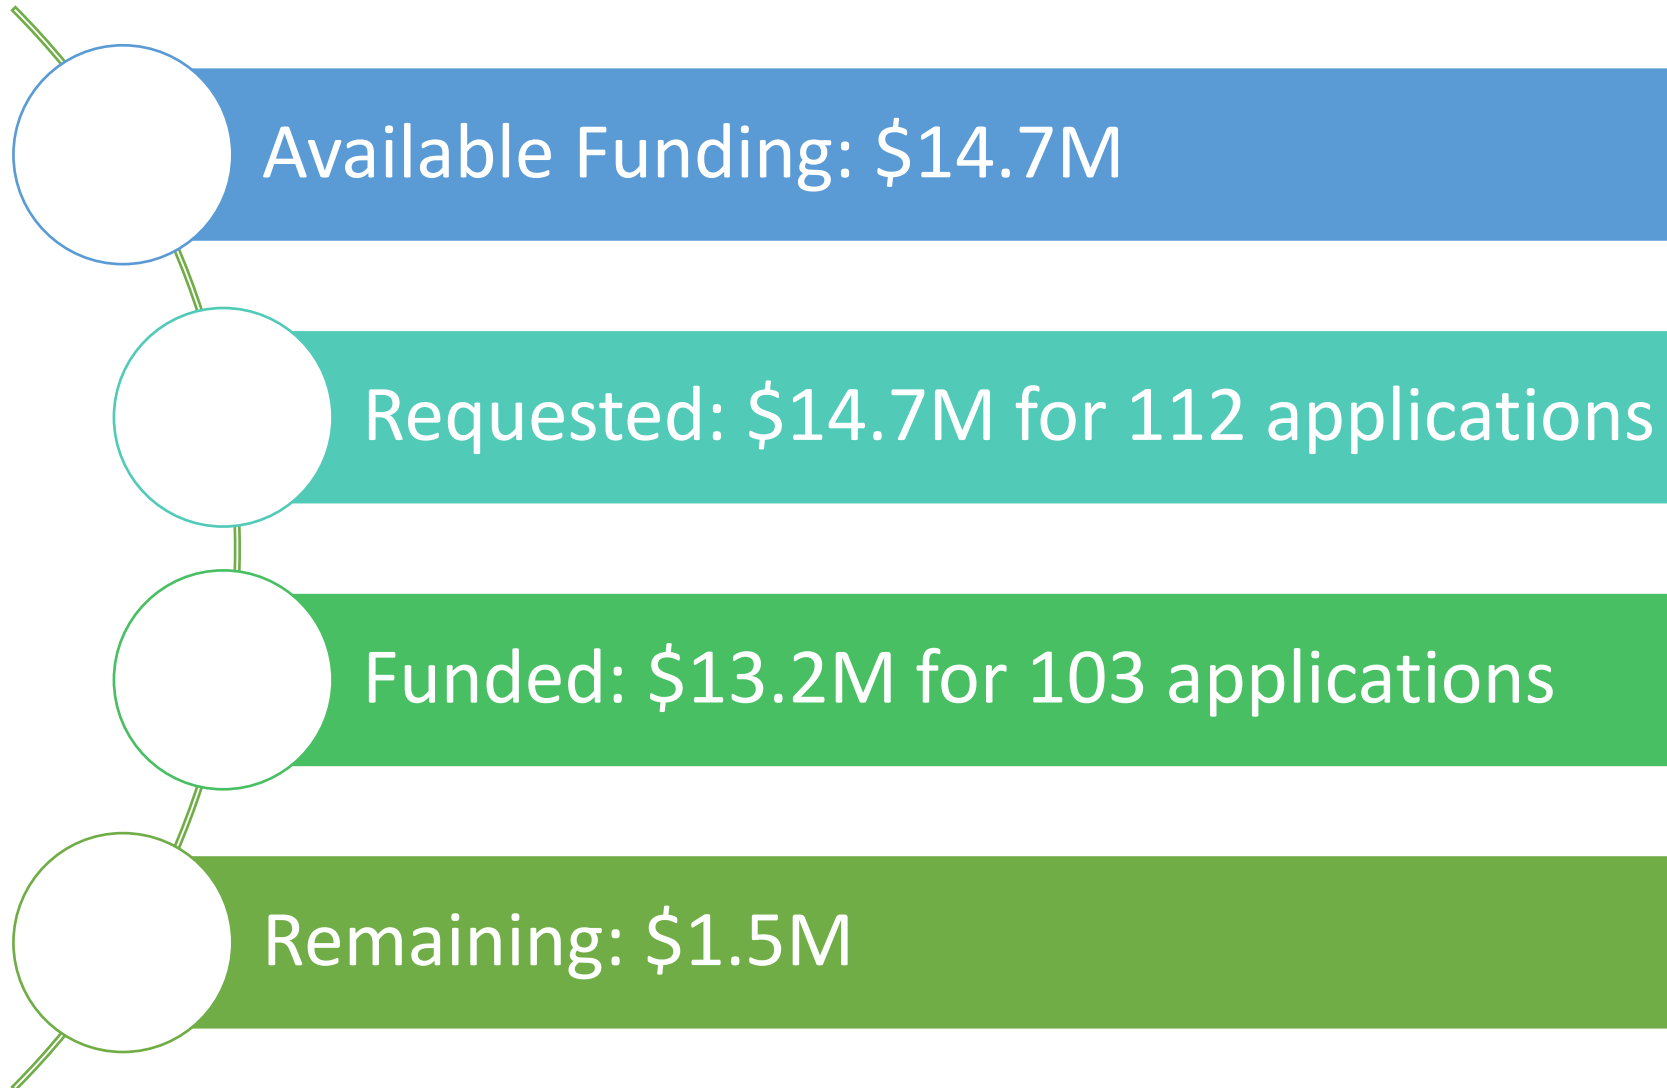 Available Funding: $14.7M
Requested: $14.7M for 112 applications
Funded: $13.2M for 103 applications
Remaining: $1.5M